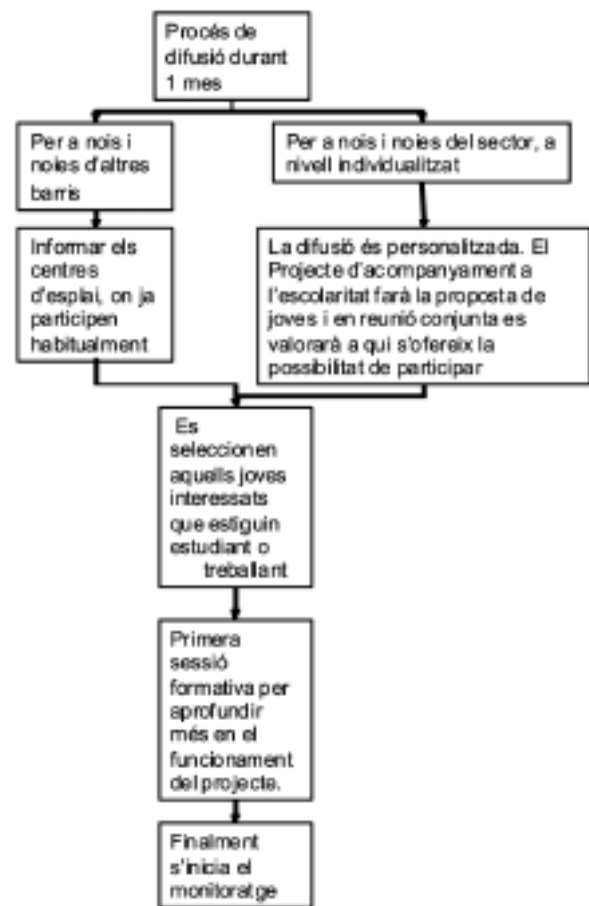 Procés de
difusió durant
1 mes
Per a nois i
noies d'altres
barris
Per a nois i noies del sector, a
nivell individualitzat
Informar els
centres
d'esplai, on ja
participen
habitualment
La difusió és personalitzada. El
Projecte d'acompanyament a
l'escolaritat farà la proposta de
joves i en reunió conjunta es
valorarà a qui s'ofereix la
possibilitat de participar
Es
seleccionen
aquells joves
interessats
que estiguin
estudiant o
treballant
Primera
sessió
formativa per
aprofundir
més en el
funcionament
del projecte.
Finalment
s'inicia el
monitoratge